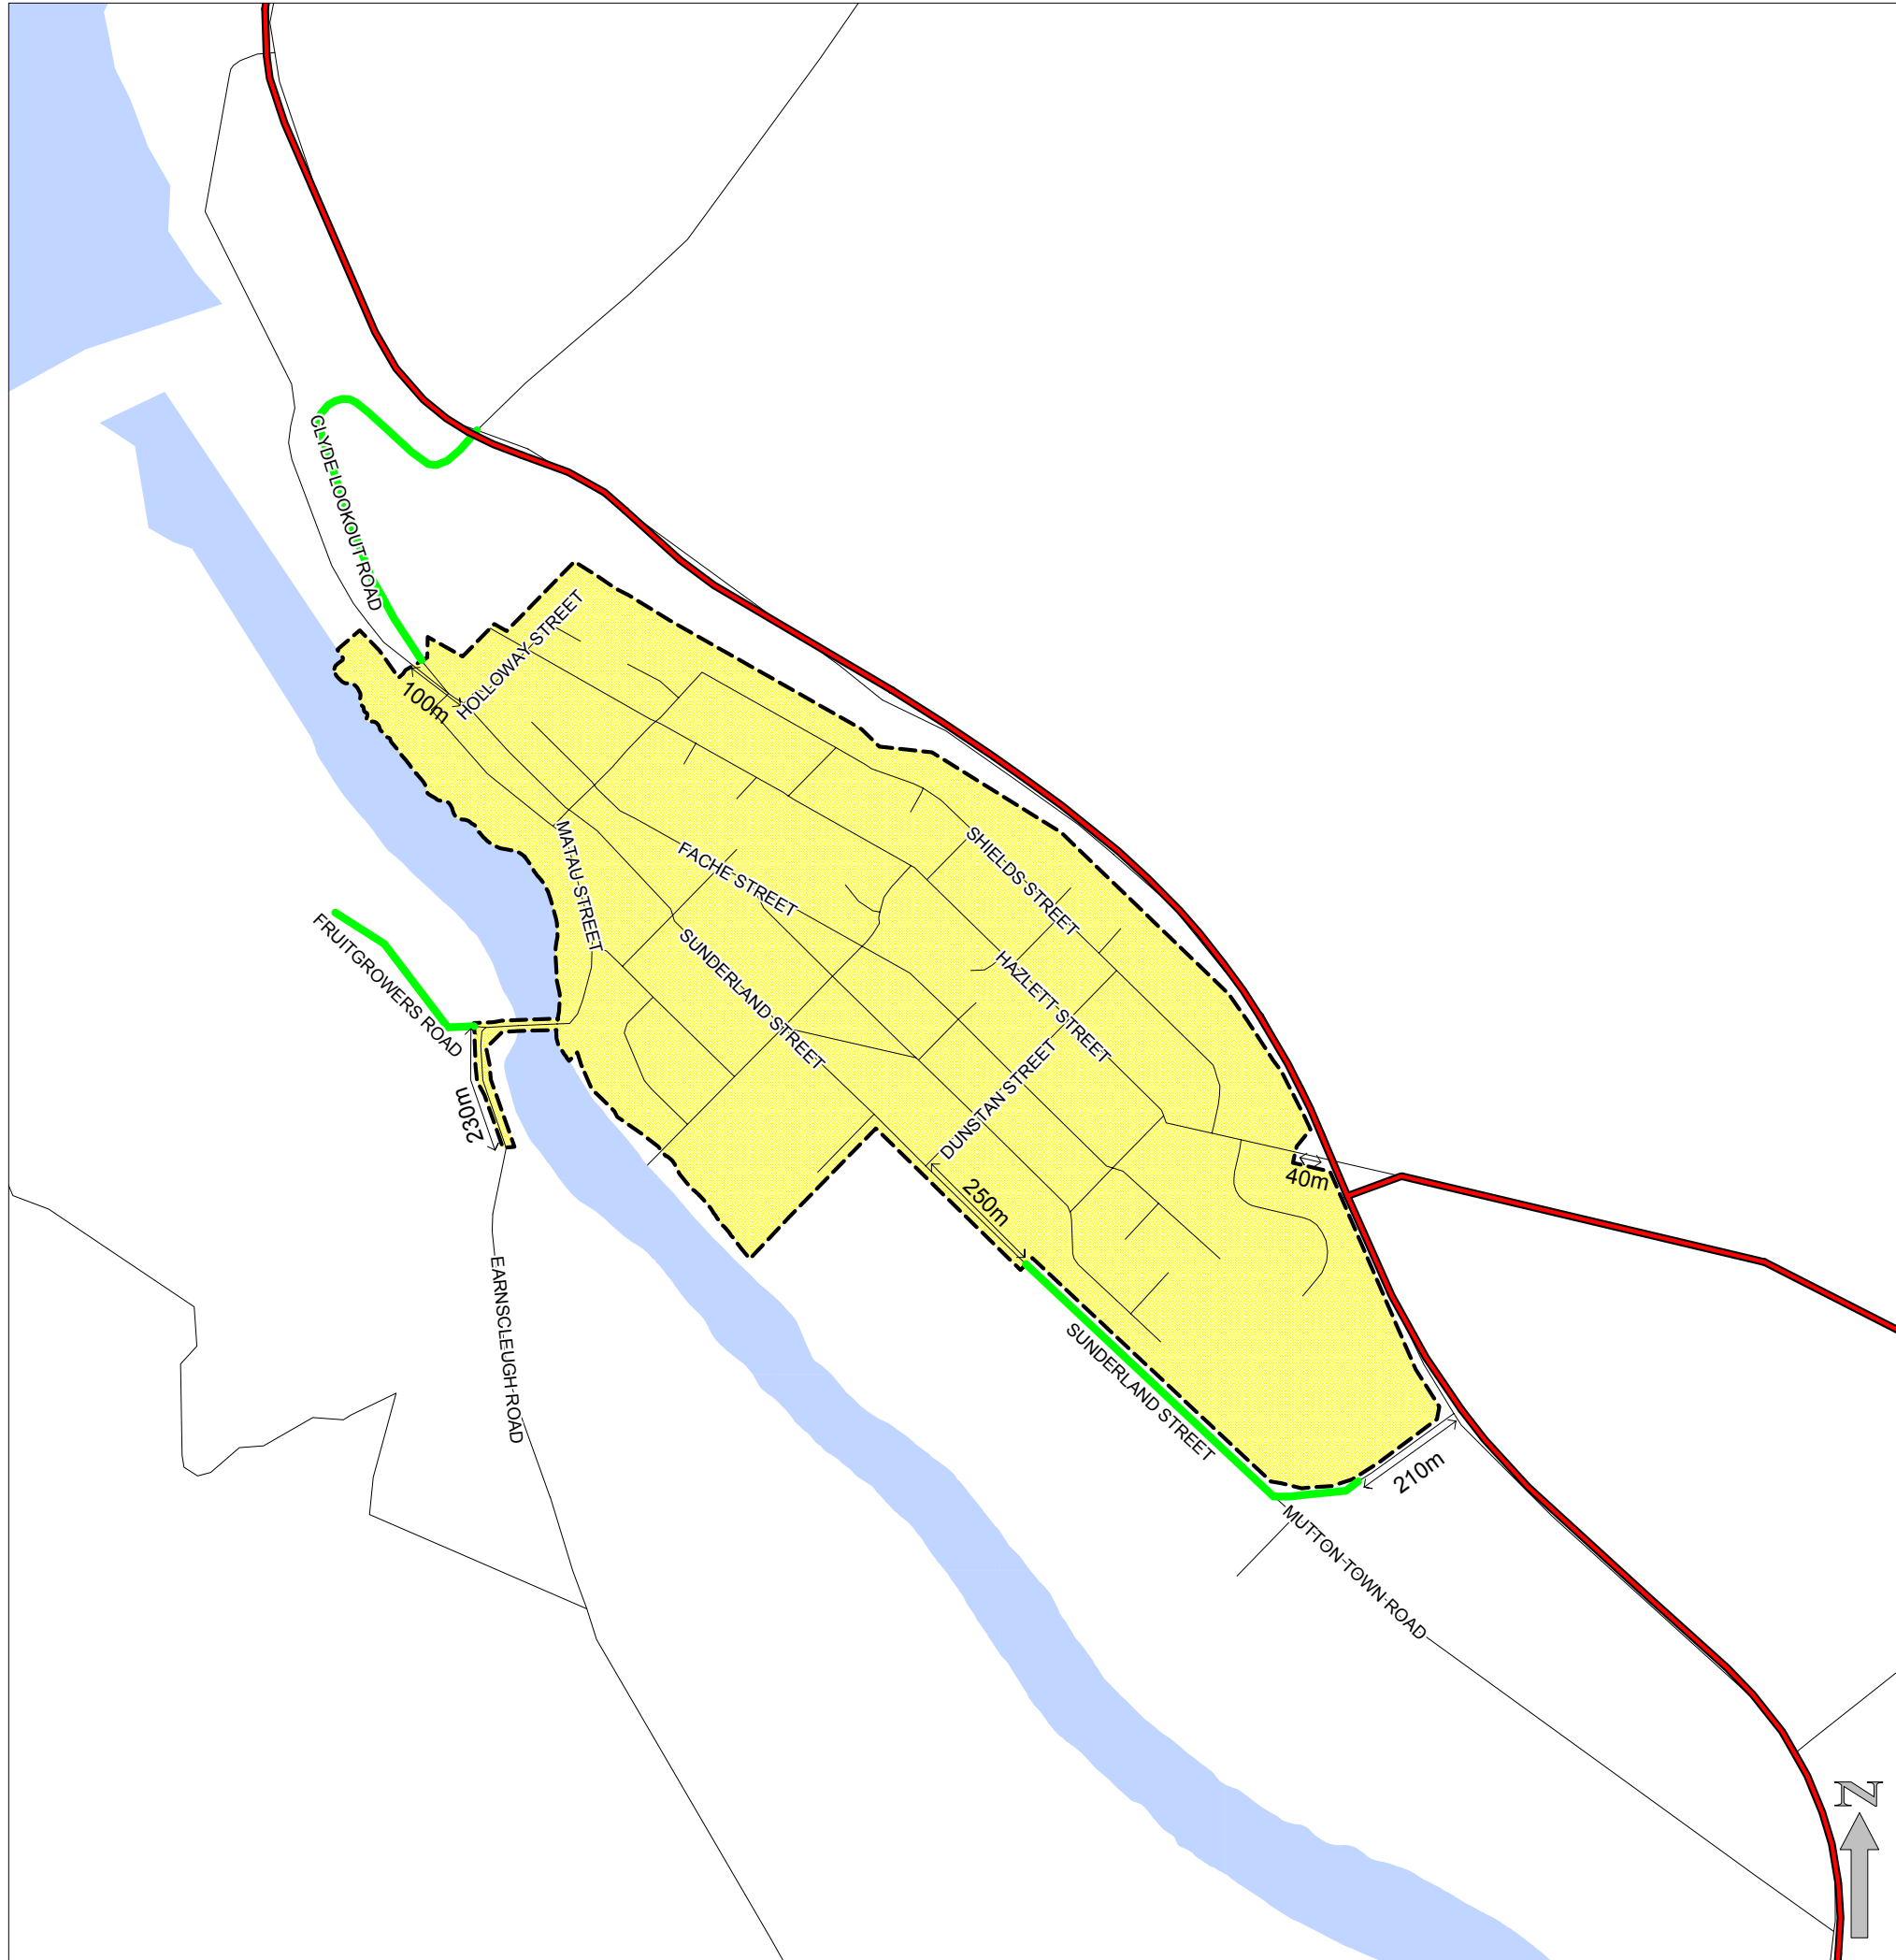 CLYDE LOOKOUT ROAD
HOLLOWAY STREET
100m
MATAU STREET
FACHE STREET
SHIELDS STREET
FRUITGROWERS ROAD
SUNDERLAND STREET
HAZLETT STREET
DUNSTAN STREET
230m
40m
250m
EARNSCLEUGH ROAD
SUNDERLAND STREET
210m
MUTTON TOWN ROAD
N